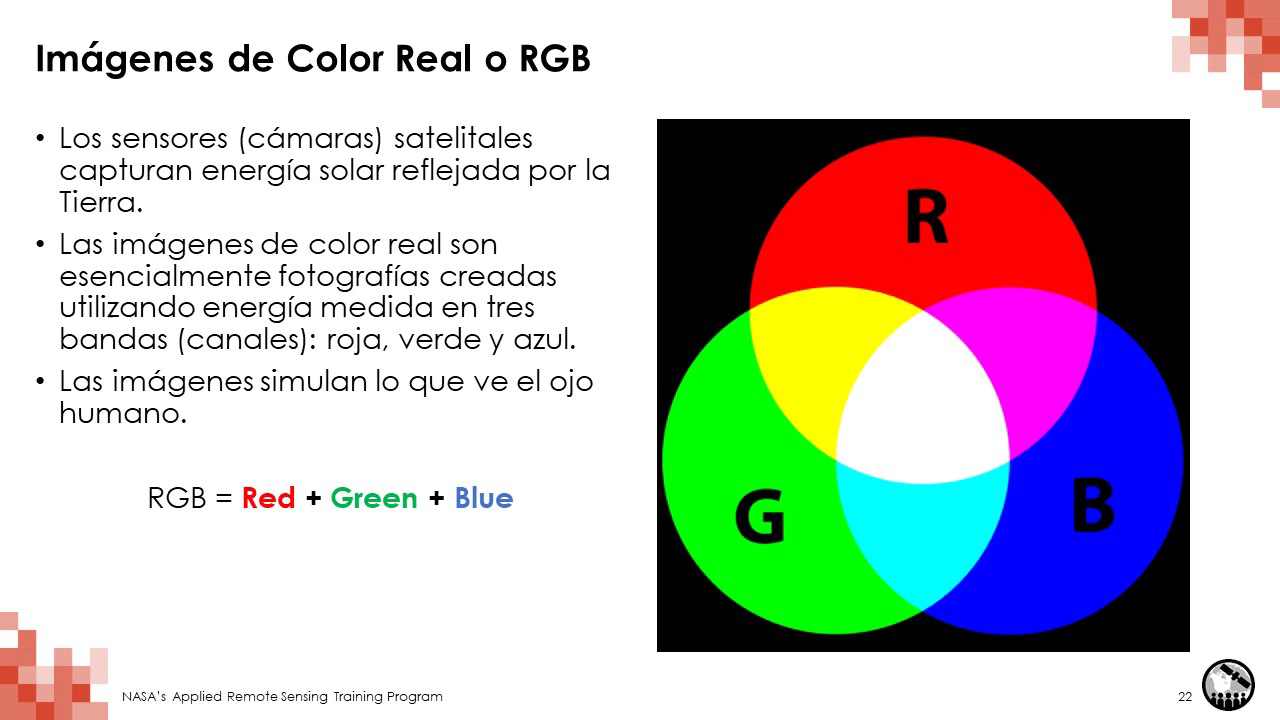 Imágenes de Color Real o RGB
• Los sensores (cámaras) satelitales
capturan energía solar reflejada por la
Tierra.
• Las imágenes de color real son
esencialmente fotografías creadas
utilizando energía medida en tres
bandas (canales): roja, verde y azul.
• Las imágenes simulan lo que ve el ojo
humano.
RGB = Red + Green + Blue
R
G
B
NASA's Applied Remote Sensing Training Program
22